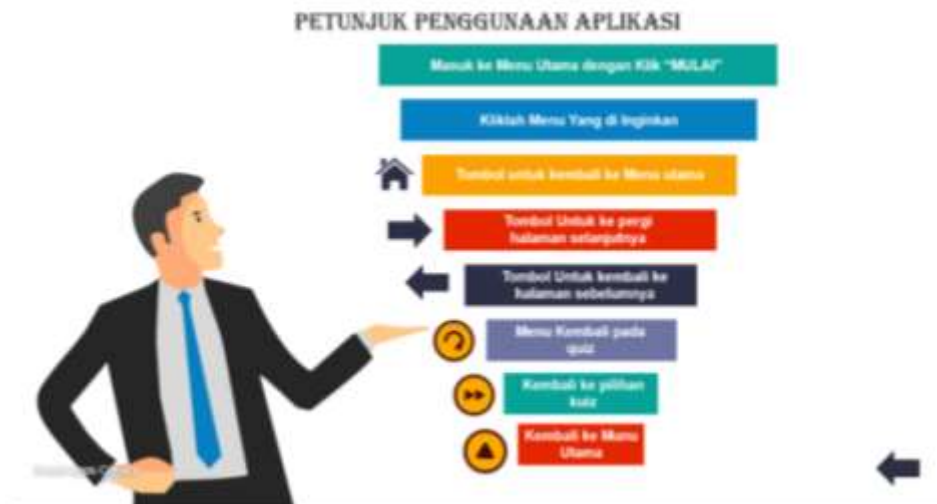 PETUNJUK PENGGUNAAN APLIKASI
Masuk ke Menu Utama dengan Klik "MULAI"
Kliklah Menu Yang di Inginkan
Tombol untuk kembali ke Menu utama
Tombol Untuk ke pergi
halaman selanjutnya
Tombol Untuk kembali ke
halaman sebelumnya
Menu Kembali pada
quiz
Kembali ke pilihan
kuiz
Kembali ke Munu
Utama